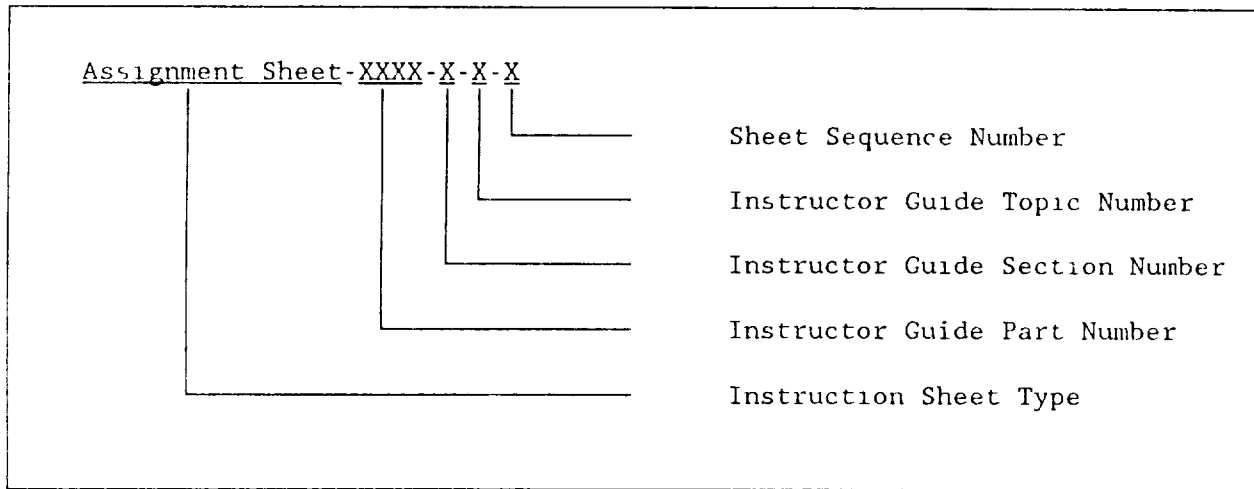 Assignment Sheet-XXXX-X-X-X
Sheet Sequence Number
Instructor Guide Topic Number
Instructor Guide Section Number
Instructor Guide Part Number
Instruction Sheet Type